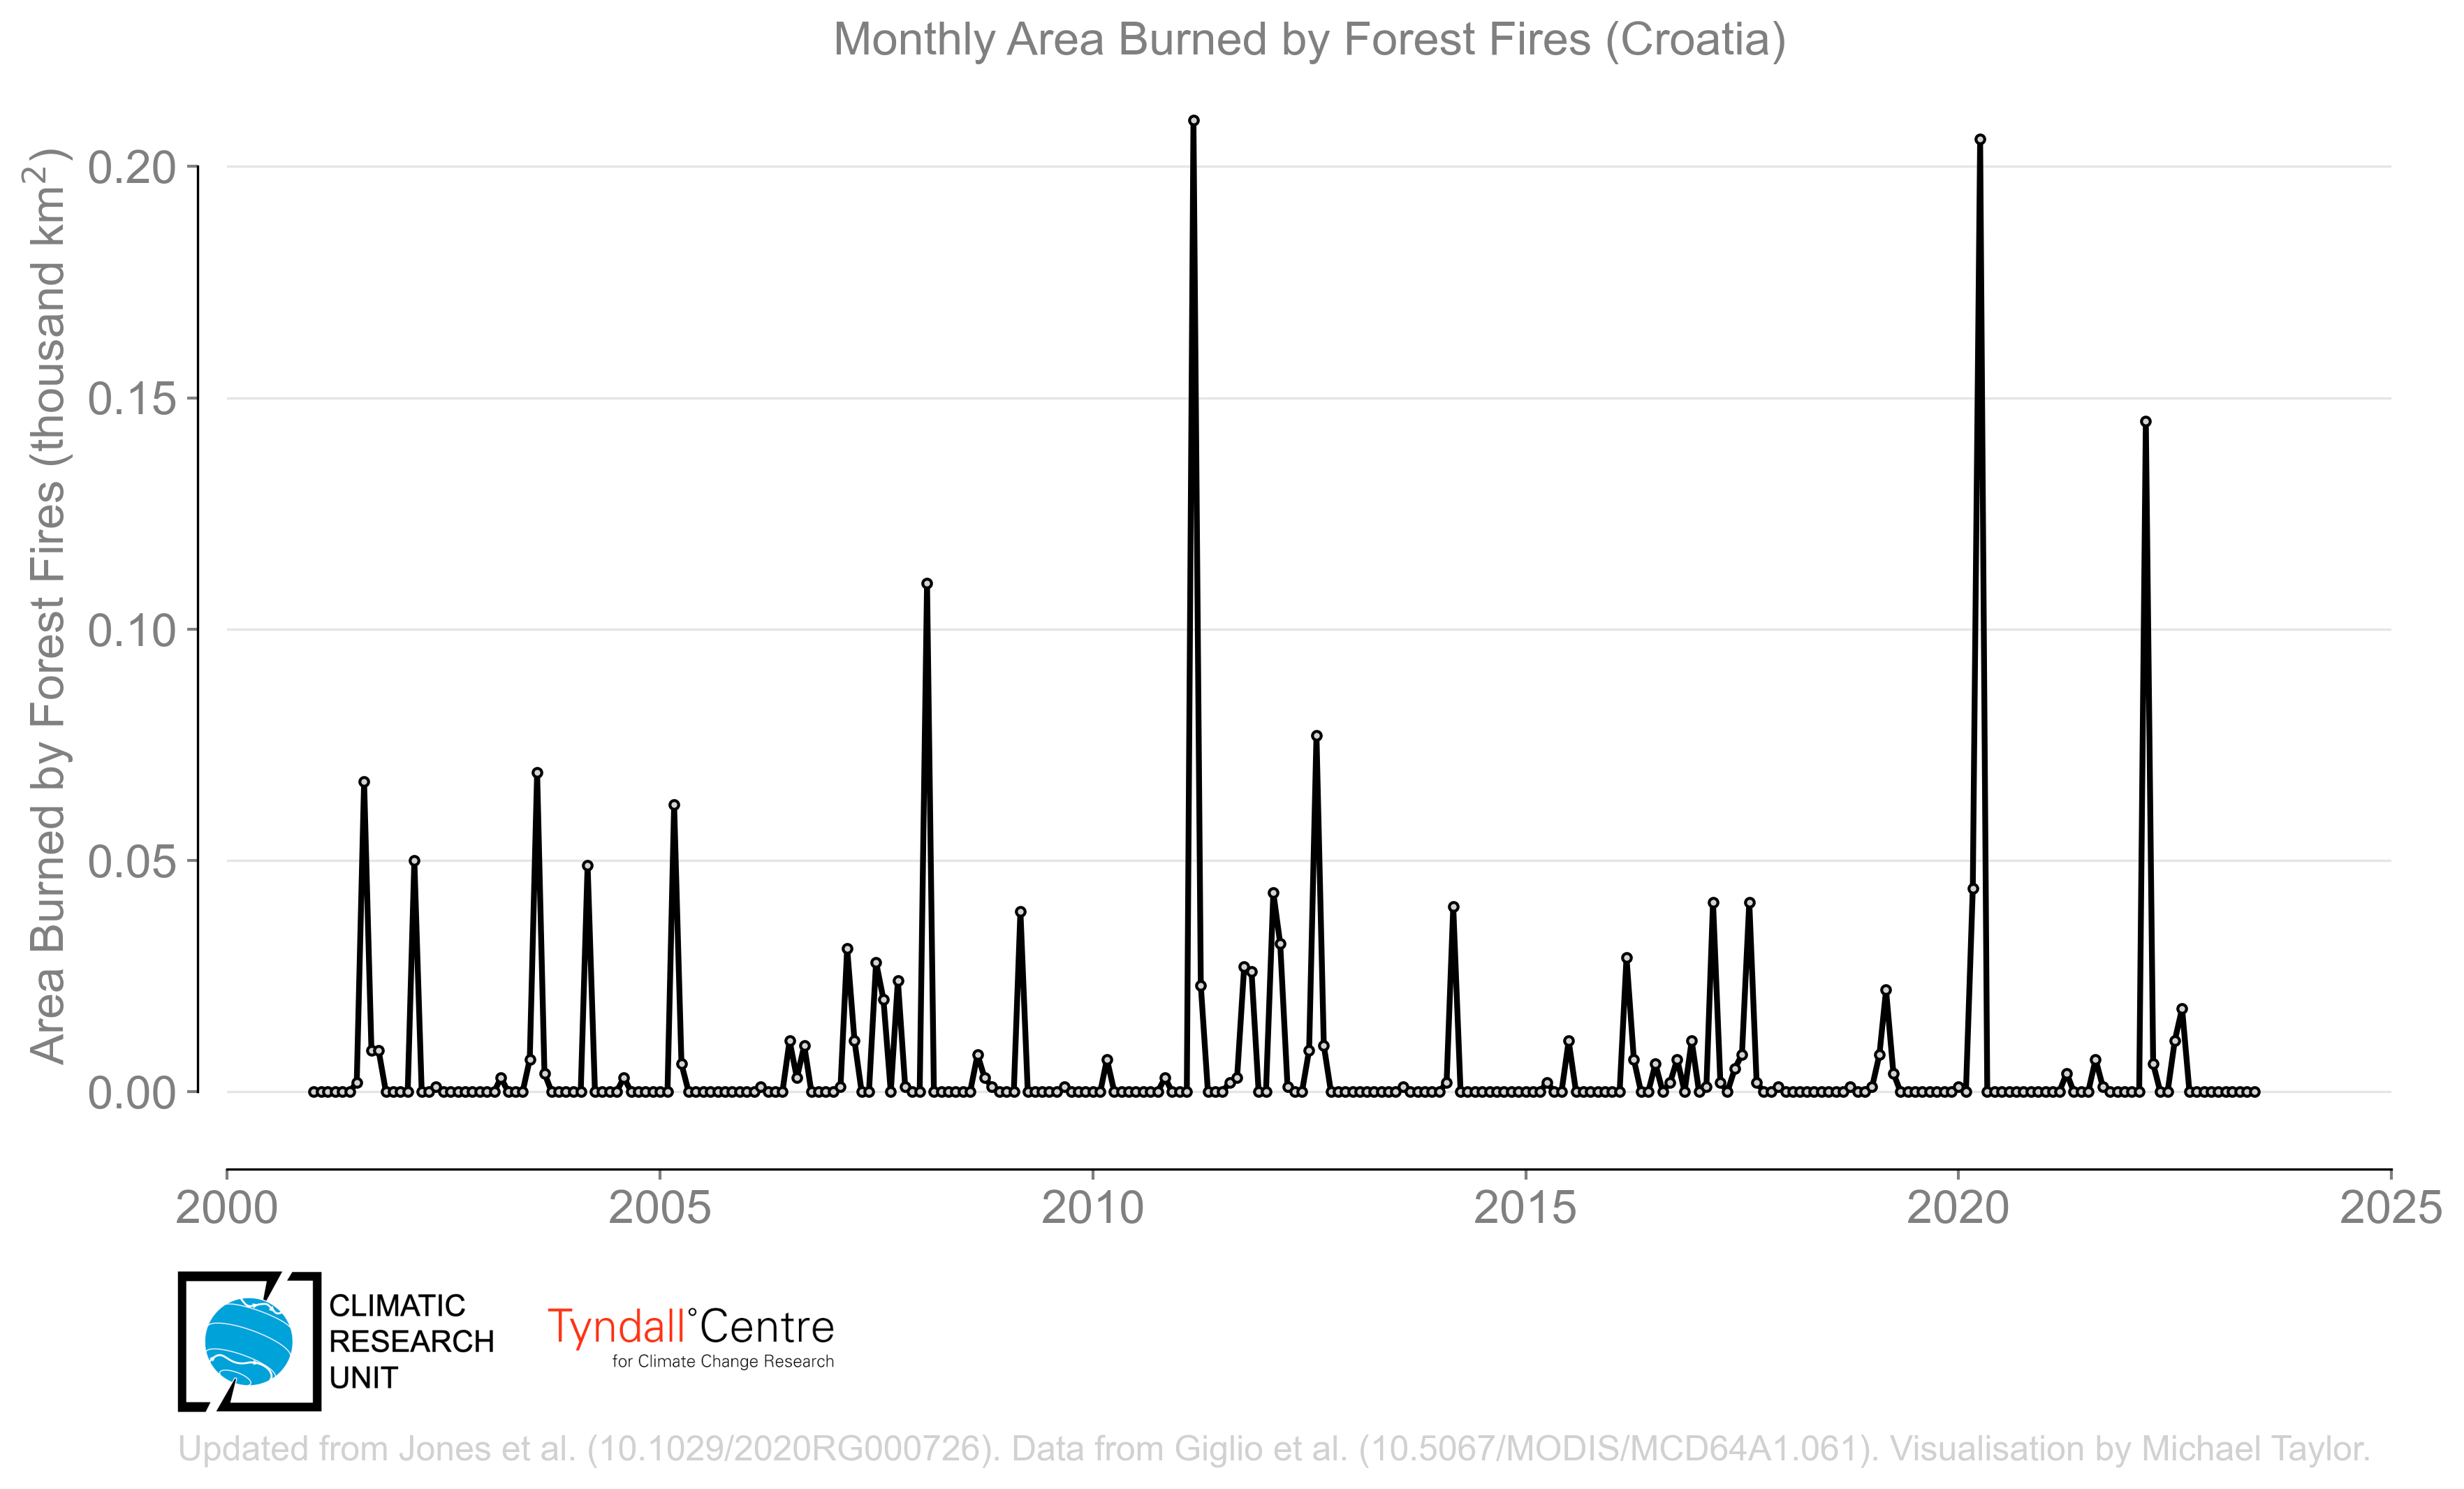 Monthly Area Burned by Forest Fires (Croatia)
Area Burned by Forest Fires (thousand km²)
0.20
0.15
0.10
0.05
0.00
2000 2005 2010 2015 2020 2025
CLIMATIC
RESEARCH
UNIT
Tyndall°Centre
for Climate Change Research
Updated from Jones et al. (10.1029/2020RG000726). Data from Giglio et al. (10.5067/MODIS/MCD64A1.061). Visualisation by Michael Taylor.